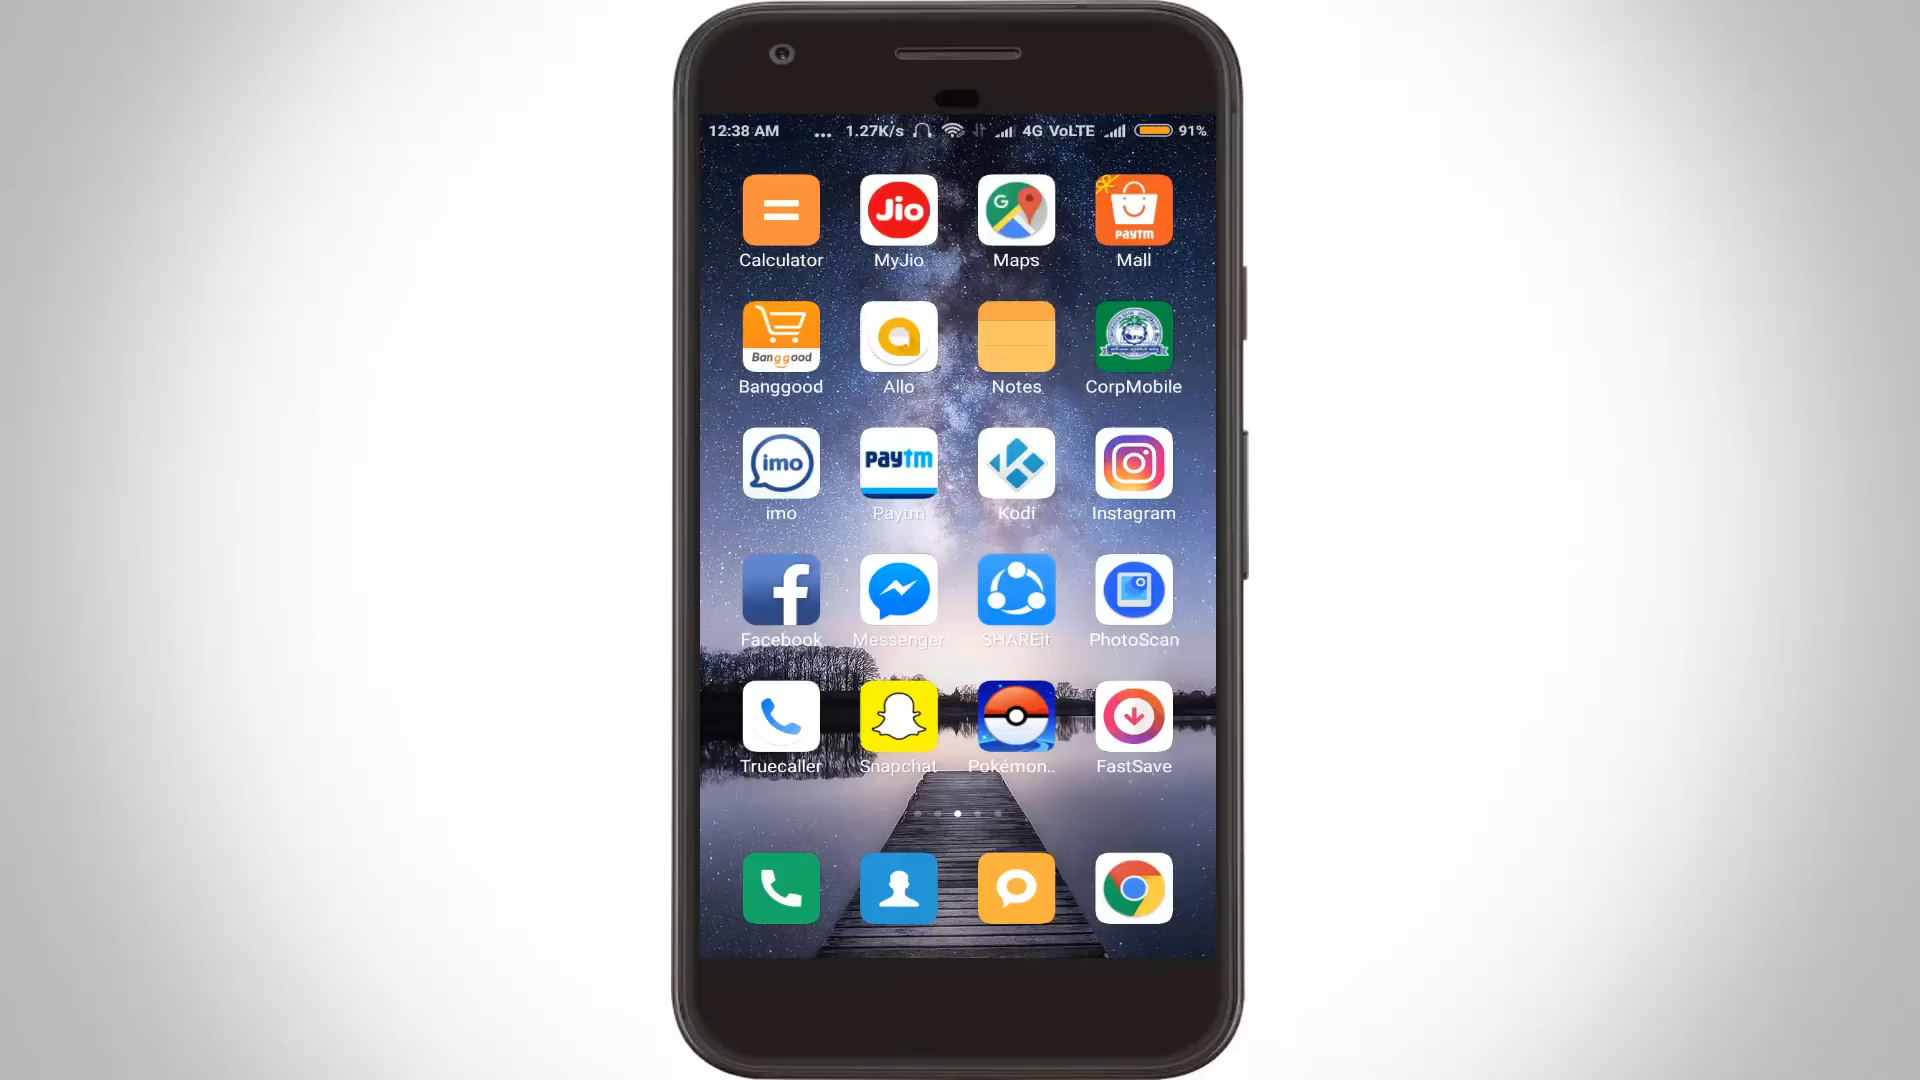 12:38 AM ... 1.27K/s 4G VoLTE 91%
= Jio G paytm
Calculator MyJio Maps Mall
Banggood
Banggood Allo Notes CorpMobile
imo paytm
imo Paytm Kodi Instagram
f
Facebook Messenger SHAREit PhotoScan
Truecaller Snapchat Pokémon.. FastSave